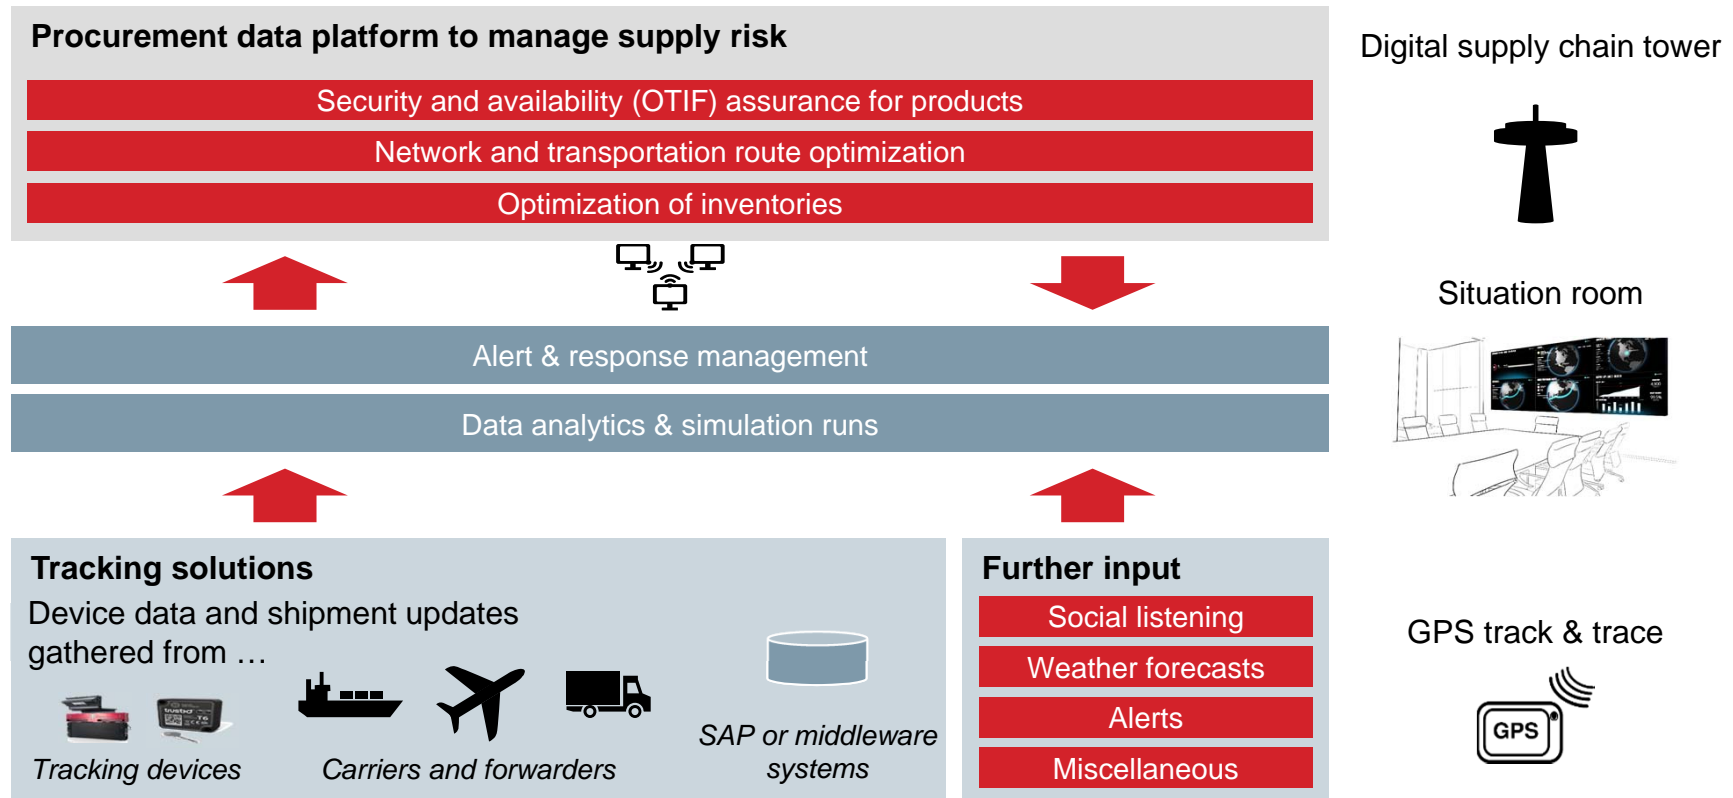 Procurement data platform to manage supply risk
Security and availability (OTIF) assurance for products
Network and transportation route optimization
Optimization of inventories
Digital supply chain tower
Alert & response management
Data analytics & simulation runs
Situation room
Tracking solutions
Device data and shipment updates
gathered from …
Tracking devices
Carriers and forwarders
SAP or middleware
systems
Further input
Social listening
Weather forecasts
Alerts
Miscellaneous
GPS track & trace
GPS